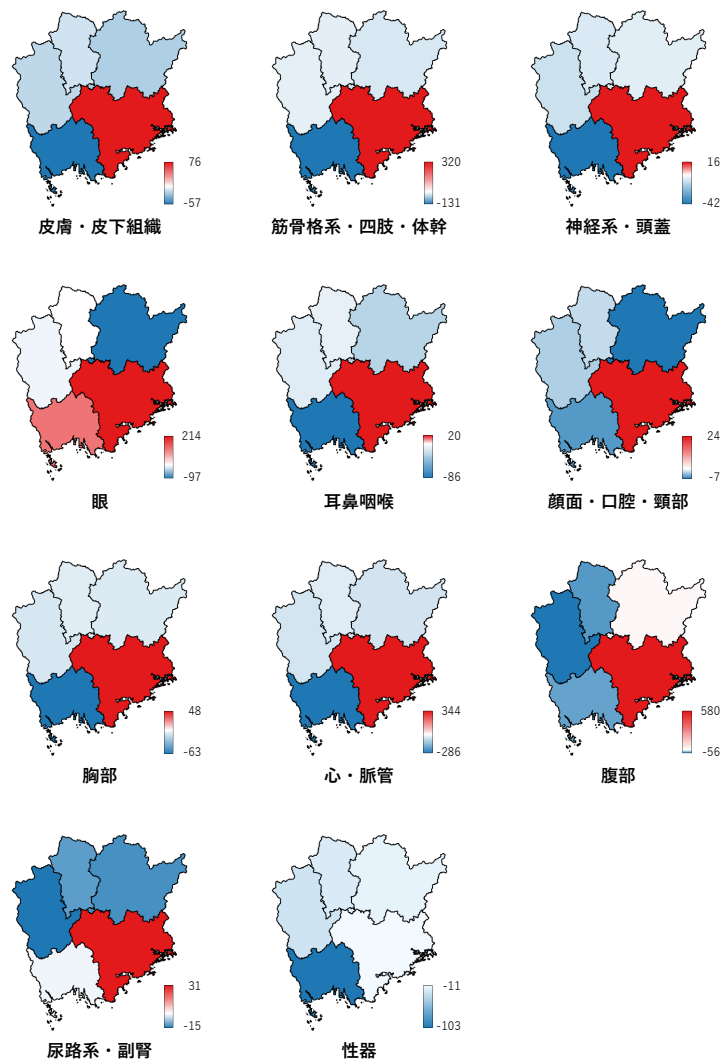 76
-57
皮膚・皮下組織
320
-131
筋骨格系・四肢・体幹
16
-42
神経系・頭蓋
214
-97
眼
20
-86
耳鼻咽喉
24
-7
顔面・口腔・頸部
48
-63
胸部
344
-286
心・脈管
580
-56
腹部
31
-15
尿路系・副腎
-11
-103
性器